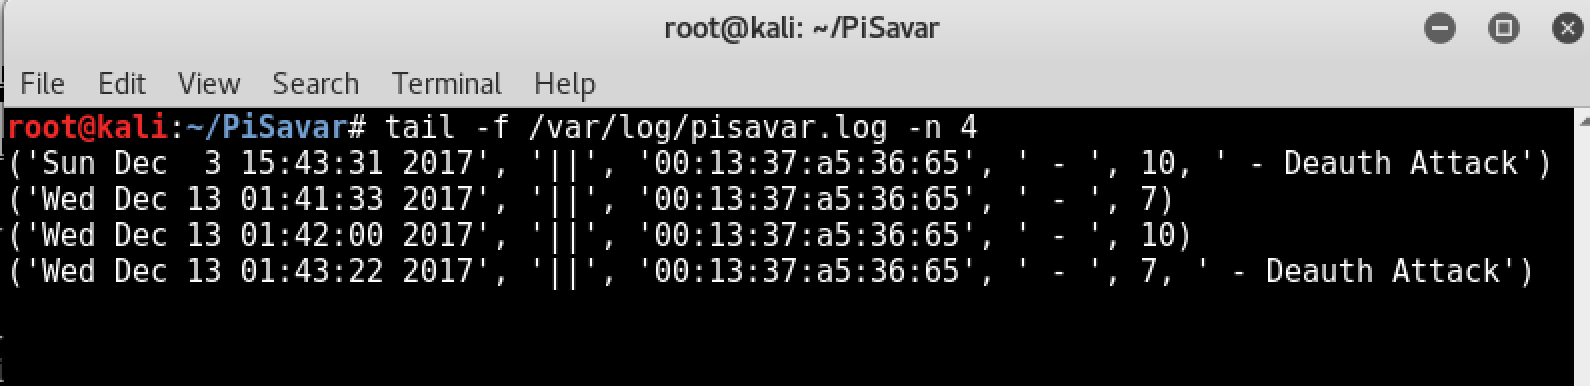 root@kali: ~/PiSavar
File Edit View Search Terminal Help
root@kali:~/PiSavar# tail -f /var/log/pisavar.log -n 4
('Sun Dec  3 15:43:31 2017', '||', '00:13:37:a5:36:65', ' - ', 10, ' - Deauth Attack')
('Wed Dec 13 01:41:33 2017', '||', '00:13:37:a5:36:65', ' - ', 7)
('Wed Dec 13 01:42:00 2017', '||', '00:13:37:a5:36:65', ' - ', 10)
('Wed Dec 13 01:43:22 2017', '||', '00:13:37:a5:36:65', ' - ', 7, ' - Deauth Attack')